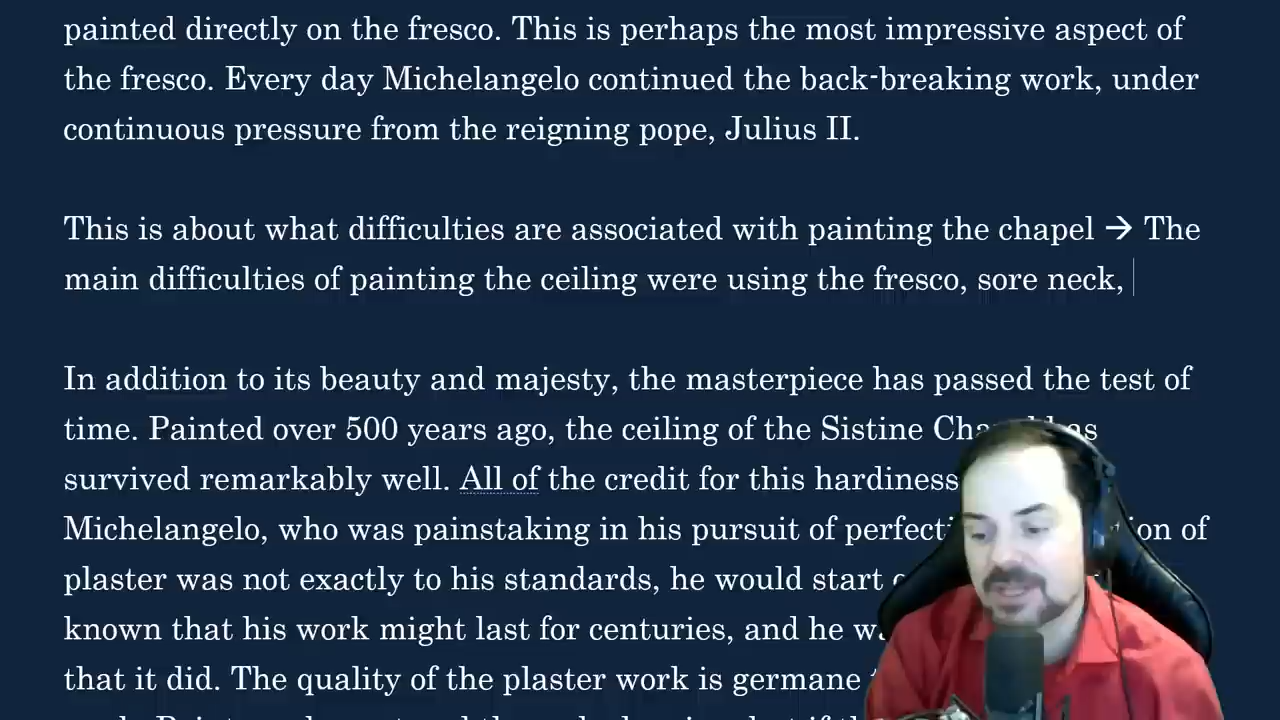 painted directly on the fresco. This is perhaps the most impressive aspect of
the fresco. Every day Michelangelo continued the back-breaking work, under
continuous pressure from the reigning pope, Julius II.
This is about what difficulties are associated with painting the chapel → The
main difficulties of painting the ceiling were using the fresco, sore neck,
In addition to its beauty and majesty, the masterpiece has passed the test of
time. Painted over 500 years ago, the ceiling of the Sistine
survived remarkably well. All of the credit for this hardiness
Michelangelo, who was painstaking in his pursuit of of
plaster was not exactly to his standards, he would start
known that his work might last for centuries, and he
that it did. The quality of the plaster work is germane